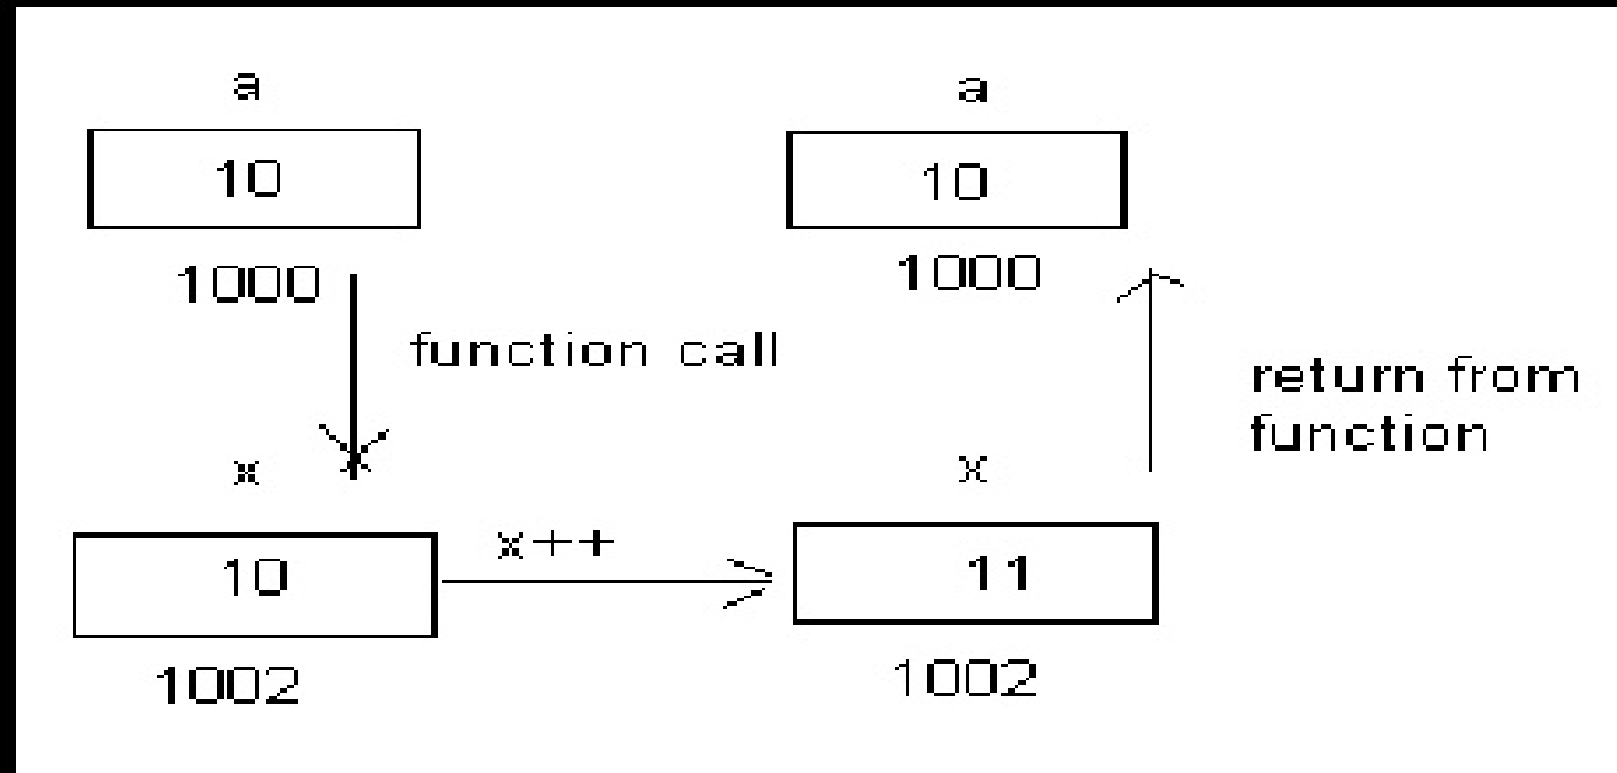 a
a
10
10
1000
1000
function call
return from
function
x
x
10
x++
11
1002
1002